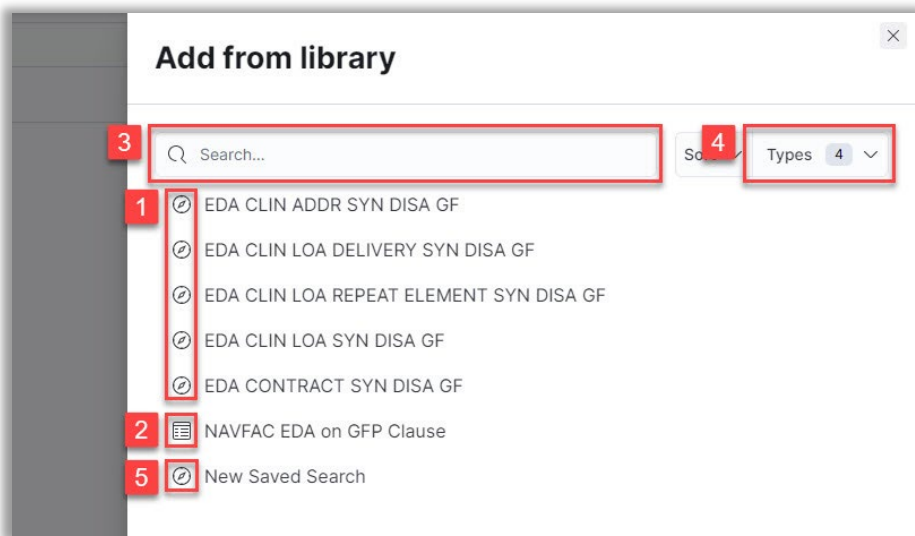 Add from library
3
Search...
4
Types 4
1
EDA CLIN ADDR SYN DISA GF
EDA CLIN LOA DELIVERY SYN DISA GF
EDA CLIN LOA REPEAT ELEMENT SYN DISA GF
EDA CLIN LOA SYN DISA GF
EDA CONTRACT SYN DISA GF
2 NAVFAC EDA on GFP Clause
5 New Saved Search